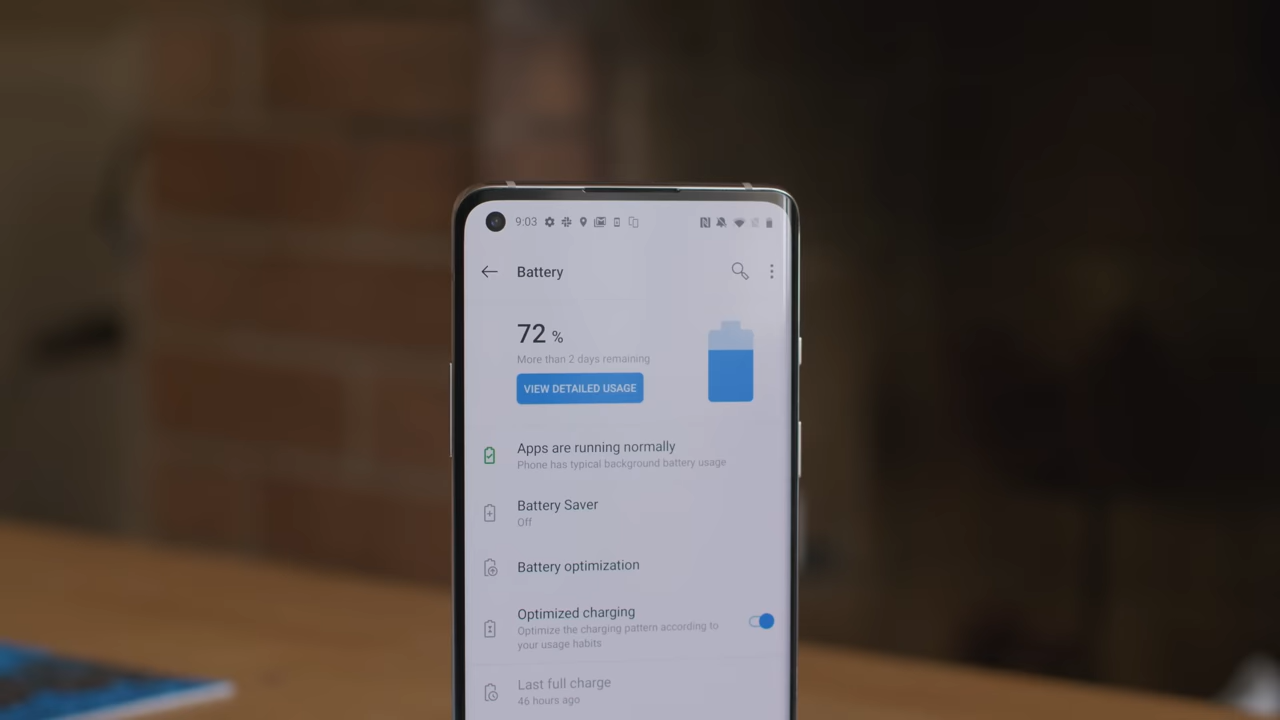 9:03
Battery
72 %
More than 2 days remaining
VIEW DETAILED USAGE
Apps are running normally
Phone has typical background battery usage
Battery Saver
Off
Battery optimization
Optimized charging
Optimize the charging pattern according to
your usage habits
Last full charge
46 hours ago